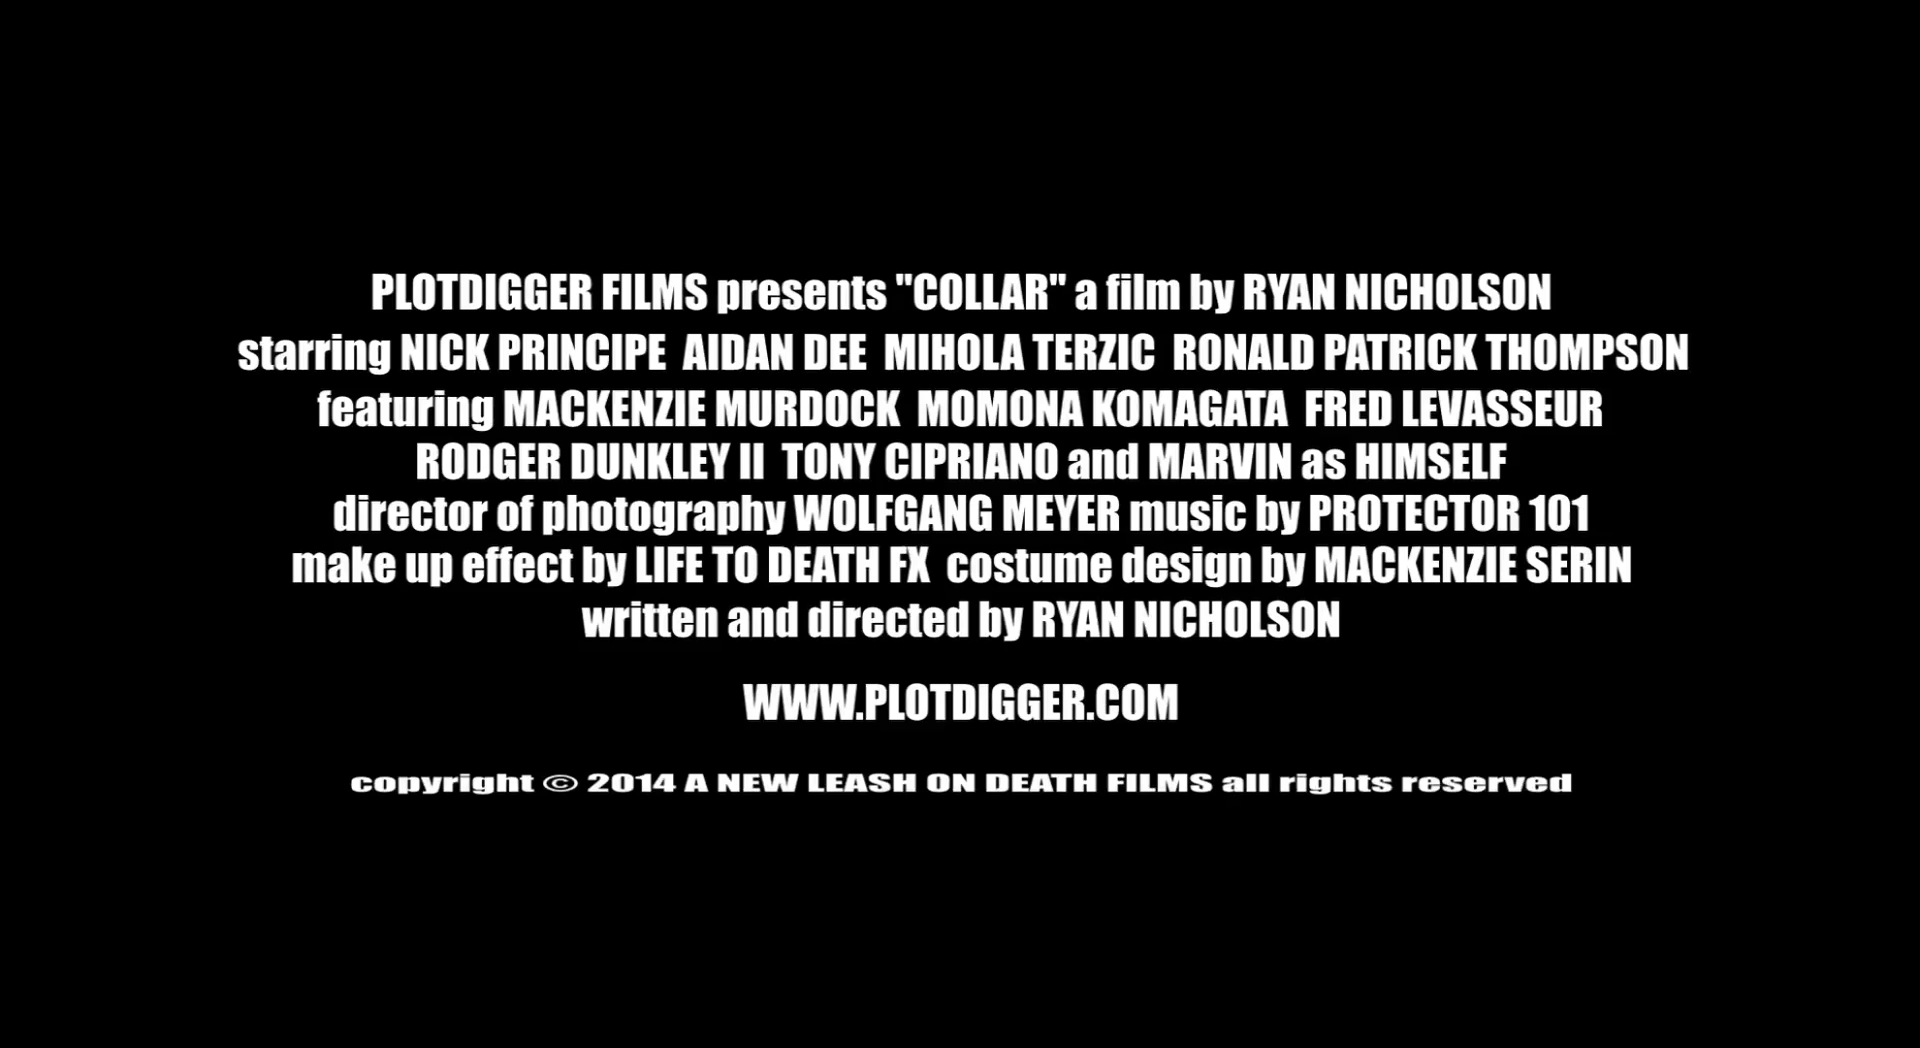 PLOTDIGGER FILMS presents "COLLAR" a film by RYAN NICHOLSON
starring NICK PRINCIPE AIDAN DEE MIHOLA TERZIC RONALD PATRICK THOMPSON
featuring MACKENZIE MURDOCK MOMONA KOMAGATA FRED LEVASSEUR
RODGER DUNKLEY II TONY CIPRIANO and MARVIN as HIMSELF
director of photography WOLFGANG MEYER music by PROTECTOR 101
make up effect by LIFE TO DEATH FX costume design by MACKENZIE SERIN
written and directed by RYAN NICHOLSON
WWW.PLOTDIGGER.COM
copyright © 2014 A NEW LEASH ON DEATH FILMS all rights reserved